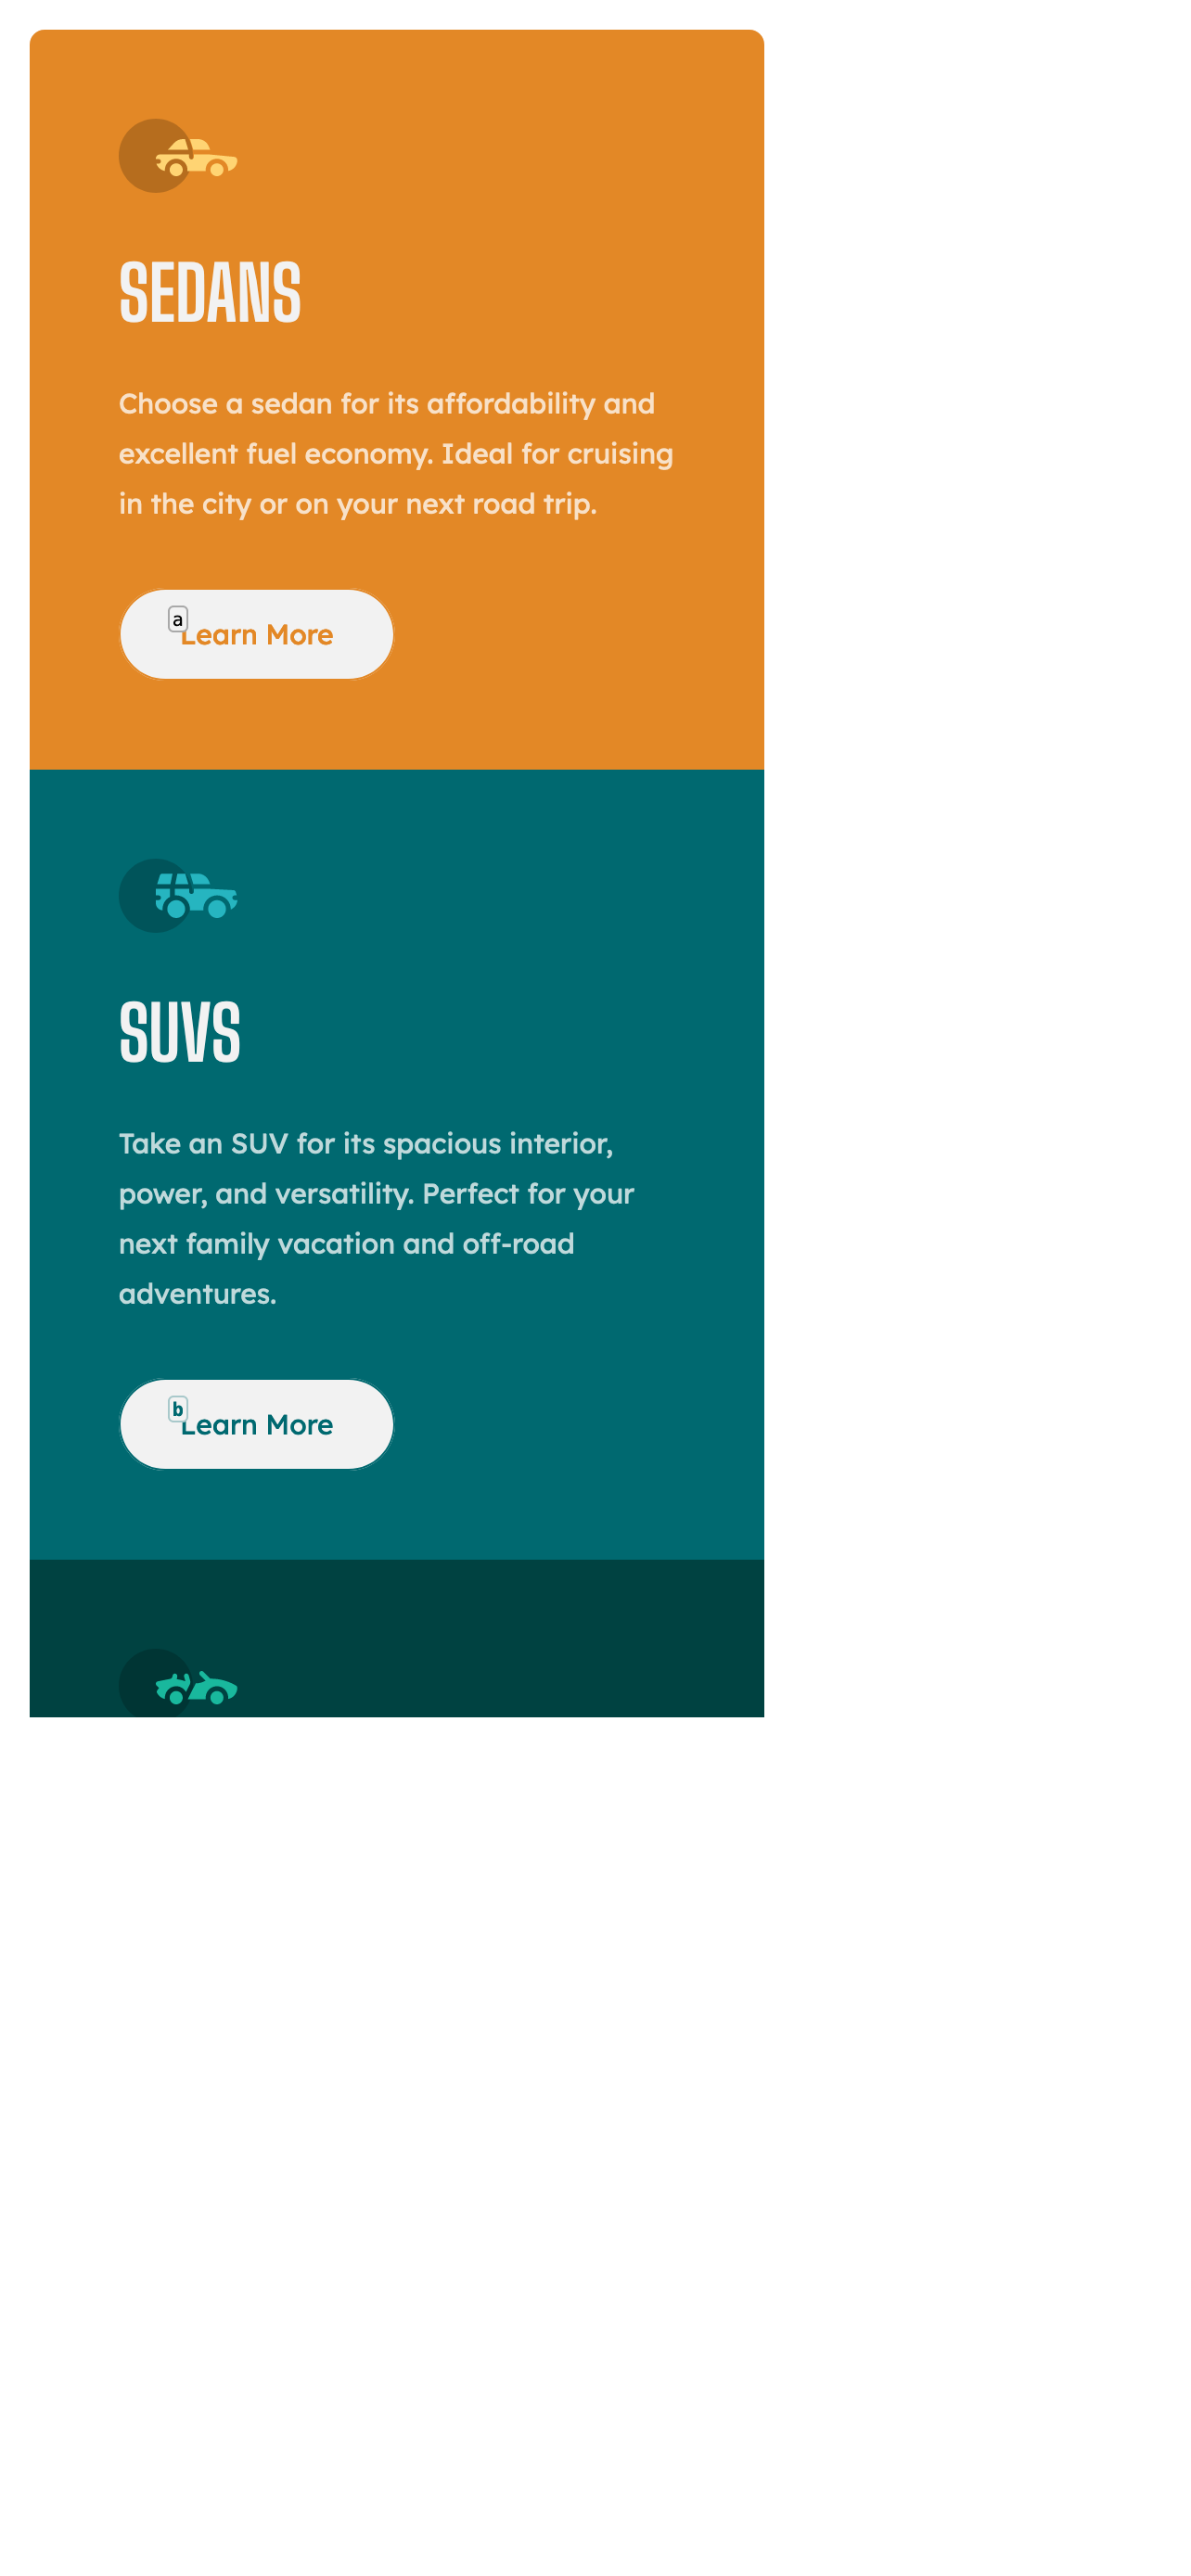 SEDANS
Choose a sedan for its affordability and
excellent fuel economy. Ideal for cruising
in the city or on your next road trip.
a
Learn More
SUVS
Take an SUV for its spacious interior,
power, and versatility. Perfect for your
next family vacation and off-road
adventures.
b
Learn More